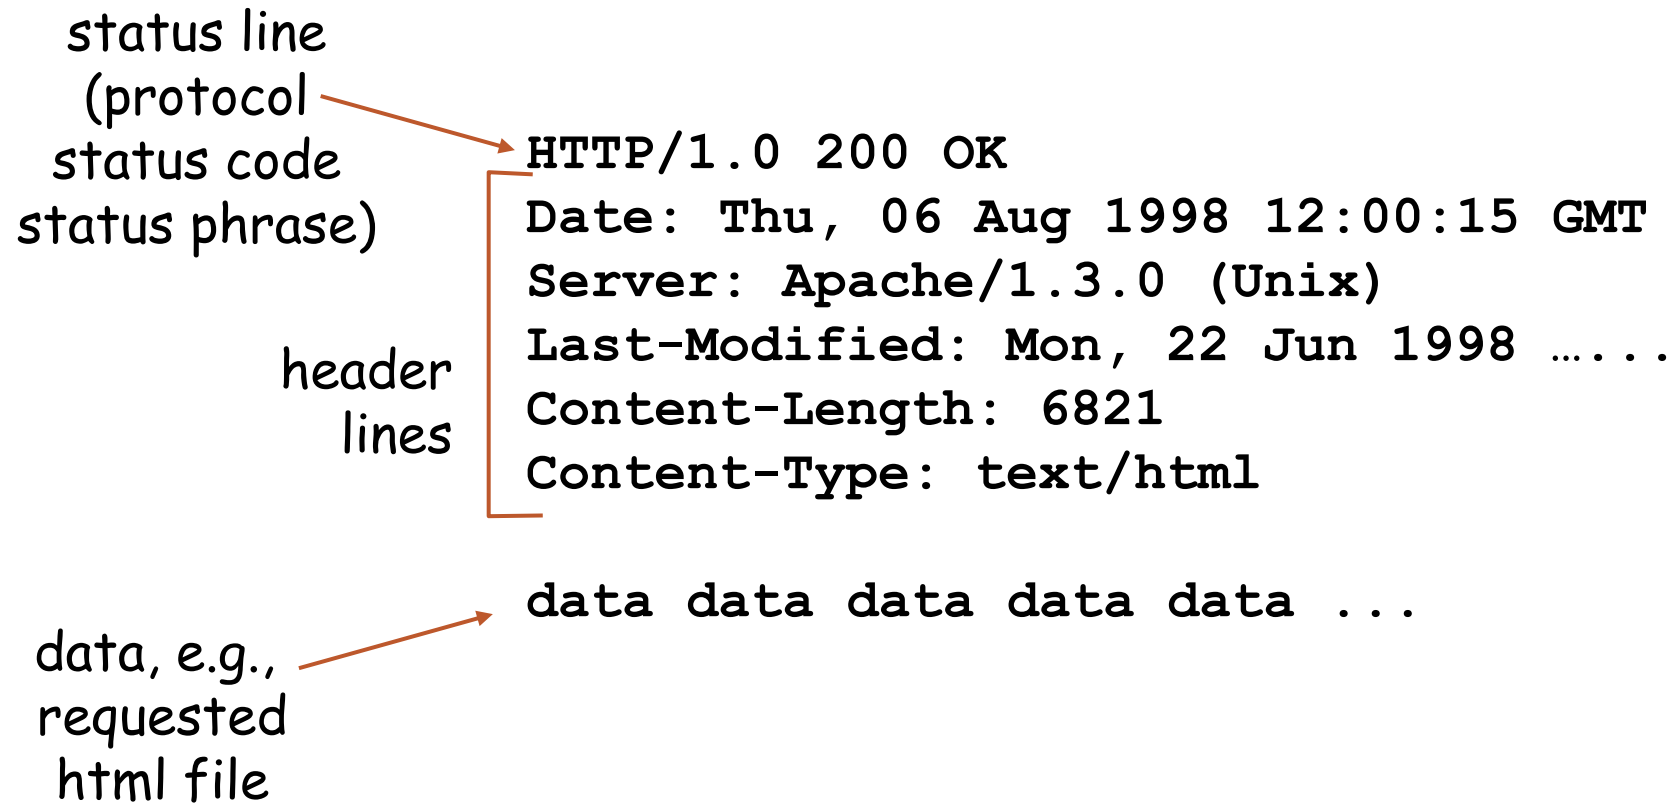 status line
(protocol
status code
status phrase)
HTTP/1.0 200 OK
Date: Thu, 06 Aug 1998 12:00:15 GMT
Server: Apache/1.3.0 (Unix)
Last-Modified: Mon, 22 Jun 1998 …...
Content-Length: 6821
Content-Type: text/html
header
lines
data data data data data ...
data, e.g.,
requested
html file